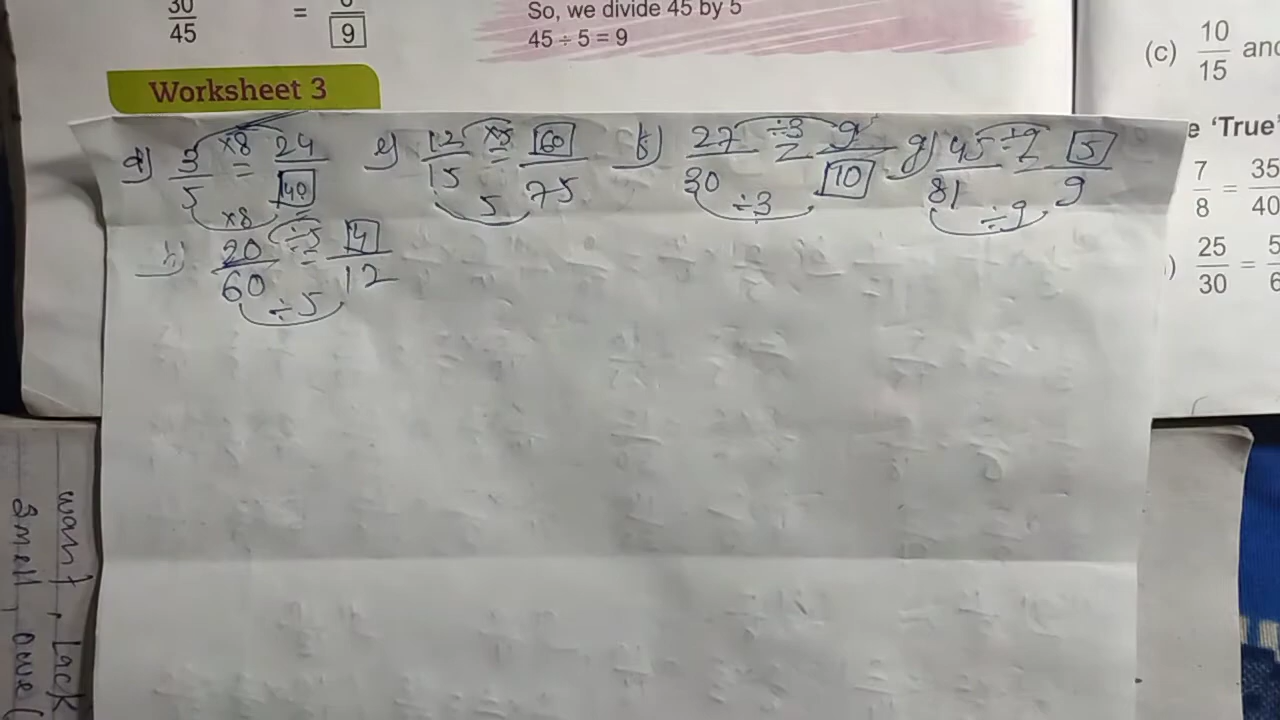 30/45 = 6/9
So, we divide 45 by 5
45 ÷ 5 = 9
Worksheet 3
(c) 10/15 and
e ‘True’
7/8 = 35/40
) 25/30 = 5/6
d) 3/5 ×8 = 24/40 ×8
e) 12/15 ×5 = 60/75 5
f) 27/30 ÷3 = 9/10 ÷3
g) 45/81 ÷9 = 5/9 ÷9
h) 20/60 ÷5 = 4/12 ÷5
want, lack
smell, owe (